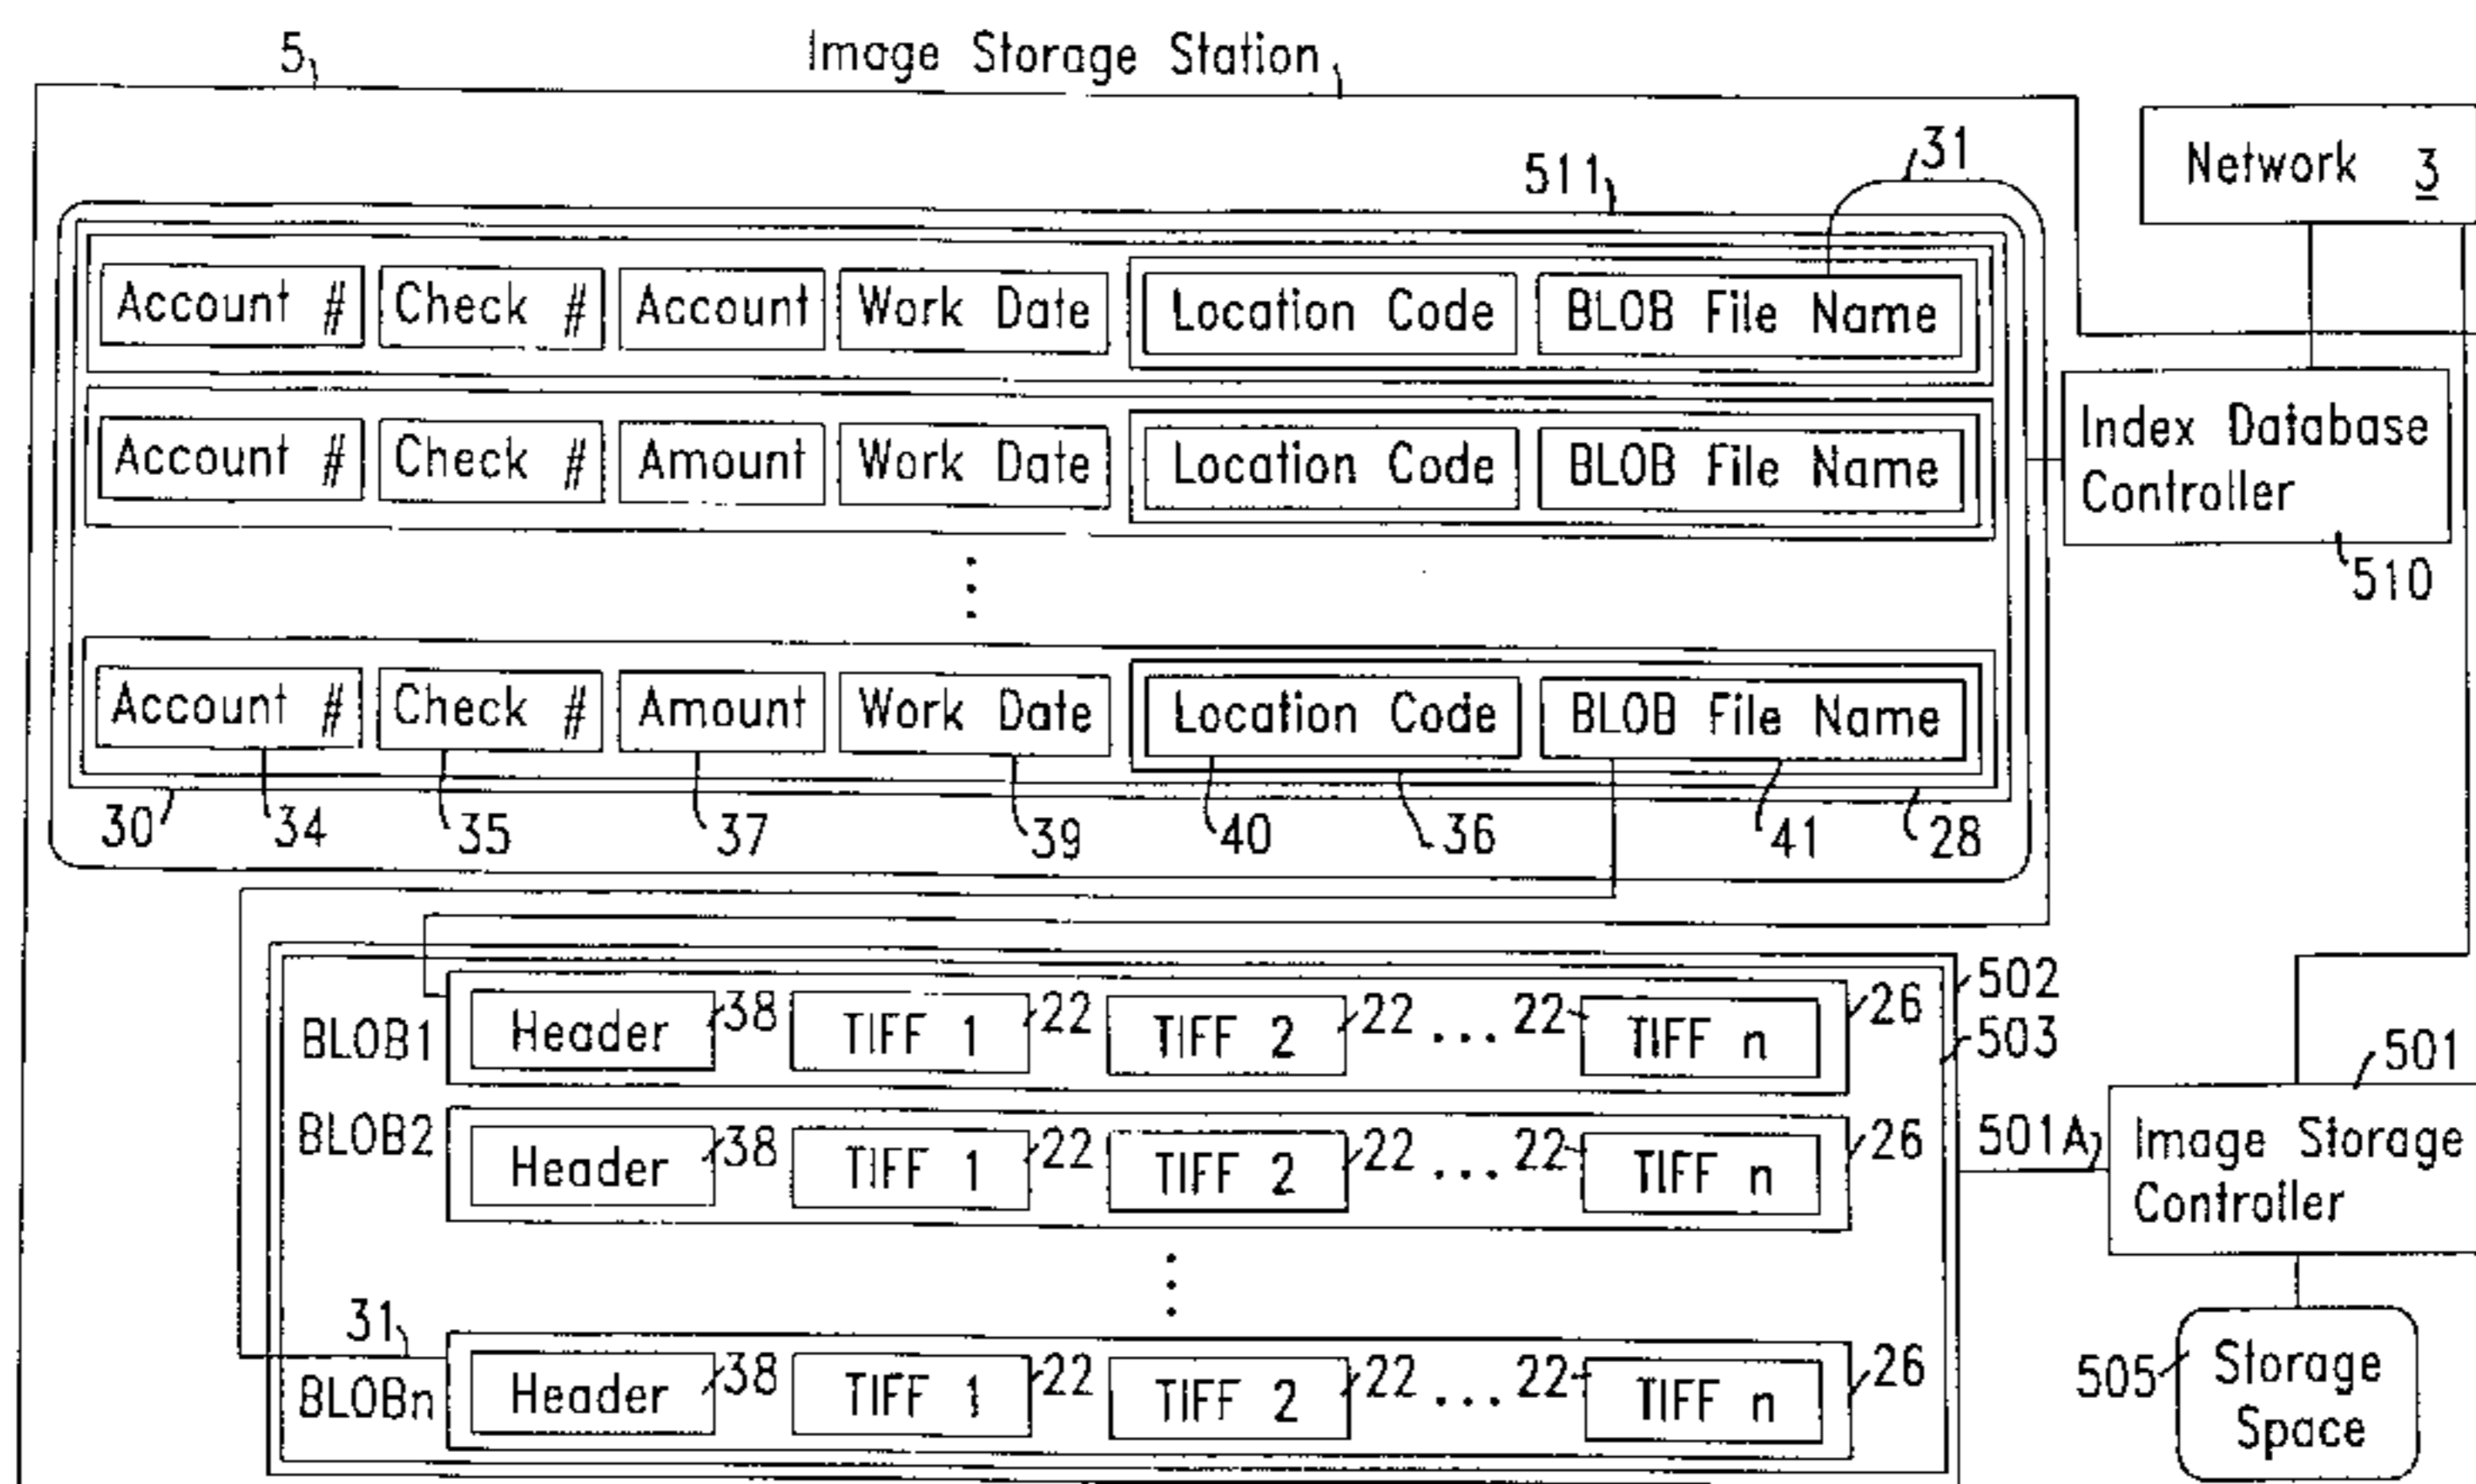 5
Image Storage Station
Network 3
511
31
Account # Check # Account Work Date Location Code BLOB File Name
Account # Check # Amount Work Date Location Code BLOB File Name
Index Database
Controller
510
Account # Check # Amount Work Date Location Code BLOB File Name
30 34 35 37 39 40 36 41 28
BLOB1 Header 38 TIFF 1 22 TIFF 2 22 ... 22 TIFF n 26
502
503
501
BLOB2 Header 38 TIFF 1 22 TIFF 2 22 ... 22 TIFF n 26
501A
Image Storage
Controller
31
BLOBn Header 38 TIFF 1 22 TIFF 2 22 ... 22 TIFF n 26
505
Storage
Space